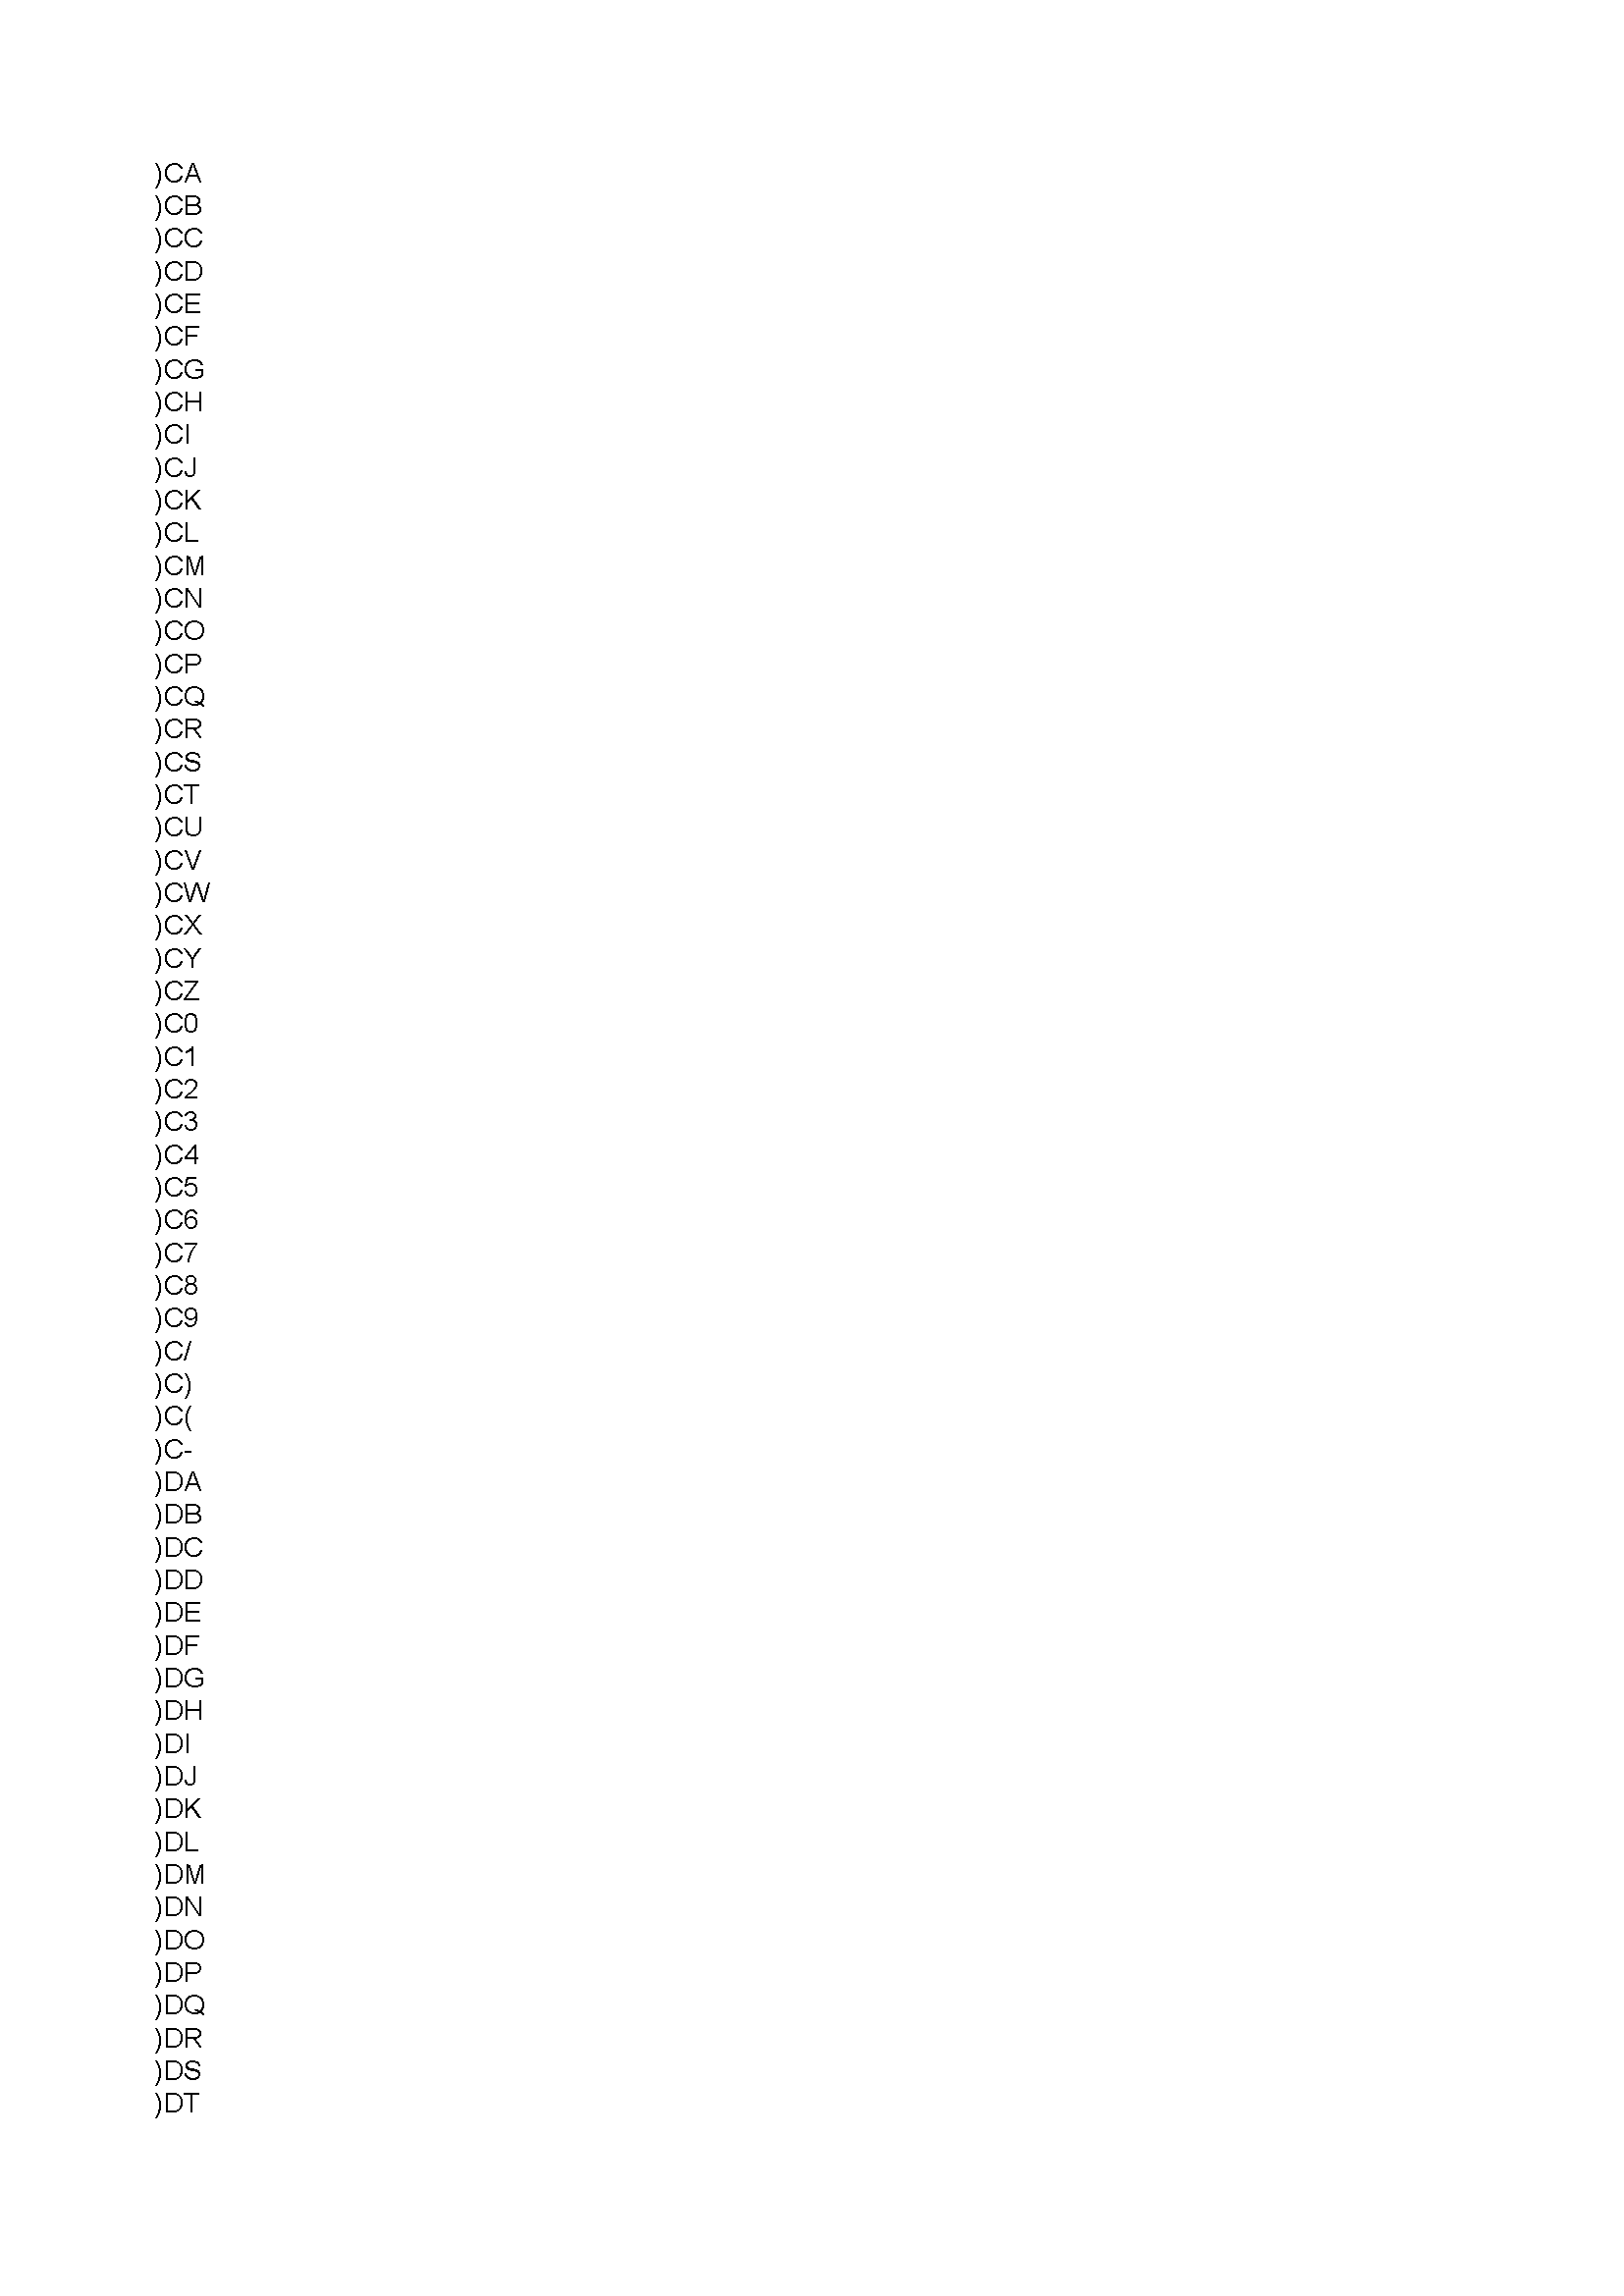 )CA
)CB
)CC
)CD
)CE
)CF
)CG
)CH
)CI
)CJ
)CK
)CL
)CM
)CN
)CO
)CP
)CQ
)CR
)CS
)CT
)CU
)CV
)CW
)CX
)CY
)CZ
)C0
)C1
)C2
)C3
)C4
)C5
)C6
)C7
)C8
)C9
)C/
)C)
)C(
)C-
)DA
)DB
)DC
)DD
)DE
)DF
)DG
)DH
)DI
)DJ
)DK
)DL
)DM
)DN
)DO
)DP
)DQ
)DR
)DS
)DT